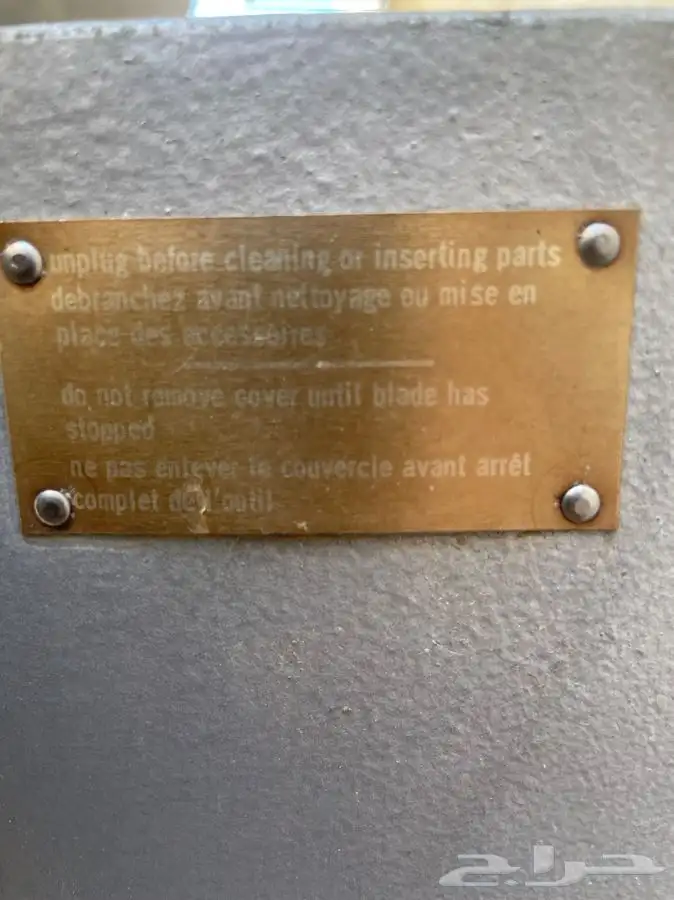 unplug before cleaning or inserting parts
debranchez avant nettoyage ou mise en
place des accessoires
do not remove cover until blade has
stopped
ne pas enlever le couvercle avant arrêt
complet de l'outil
حراج